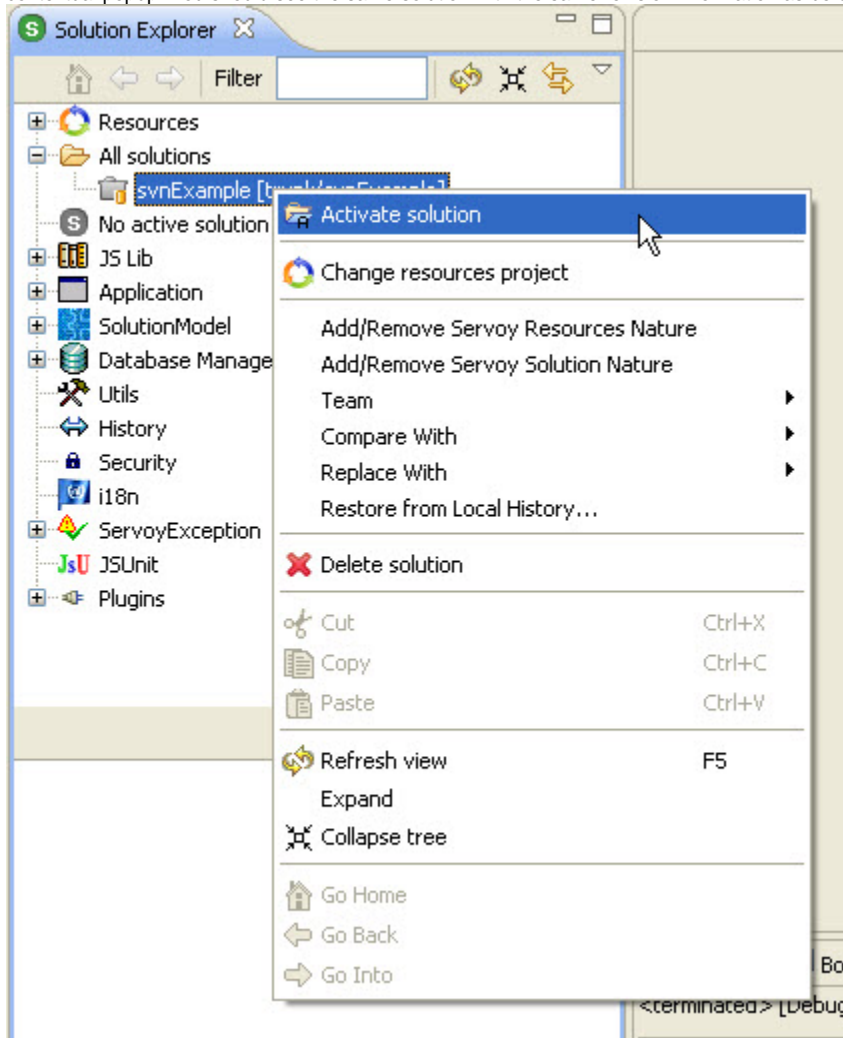 Solution Explorer
Filter
Resources
All solutions
svnExample [trunk/svnExample]
No active solution
JS Lib
Application
SolutionModel
Database Manage
Utils
History
Security
i18n
ServoyException
JSUnit
Plugins
Activate solution
Change resources project
Add/Remove Servoy Resources Nature
Add/Remove Servoy Solution Nature
Team
Compare With
Replace With
Restore from Local History...
Delete solution
Cut Ctrl+X
Copy Ctrl+C
Paste Ctrl+V
Refresh view F5
Expand
Collapse tree
Go Home
Go Back
Go Into
Bo
<terminated> [Debug